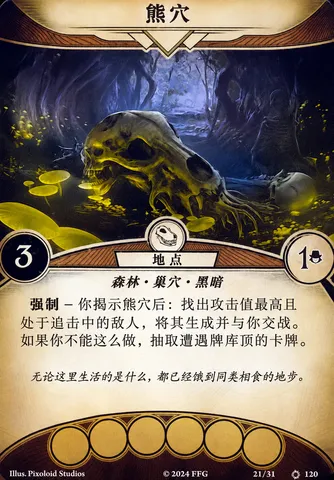 熊穴
3
地点
1
森林·巢穴·黑暗
强制 – 你揭示熊穴后：找出攻击值最高且
处于追击中的敌人，将其生成并与你交战。
如果你不能这么做，抽取遭遇牌库顶的卡牌。
无论这里生活的是什么，都已经饿到同类相食的地步。
Illus. Pixoloid Studios
© 2024 FFG
21/31
120